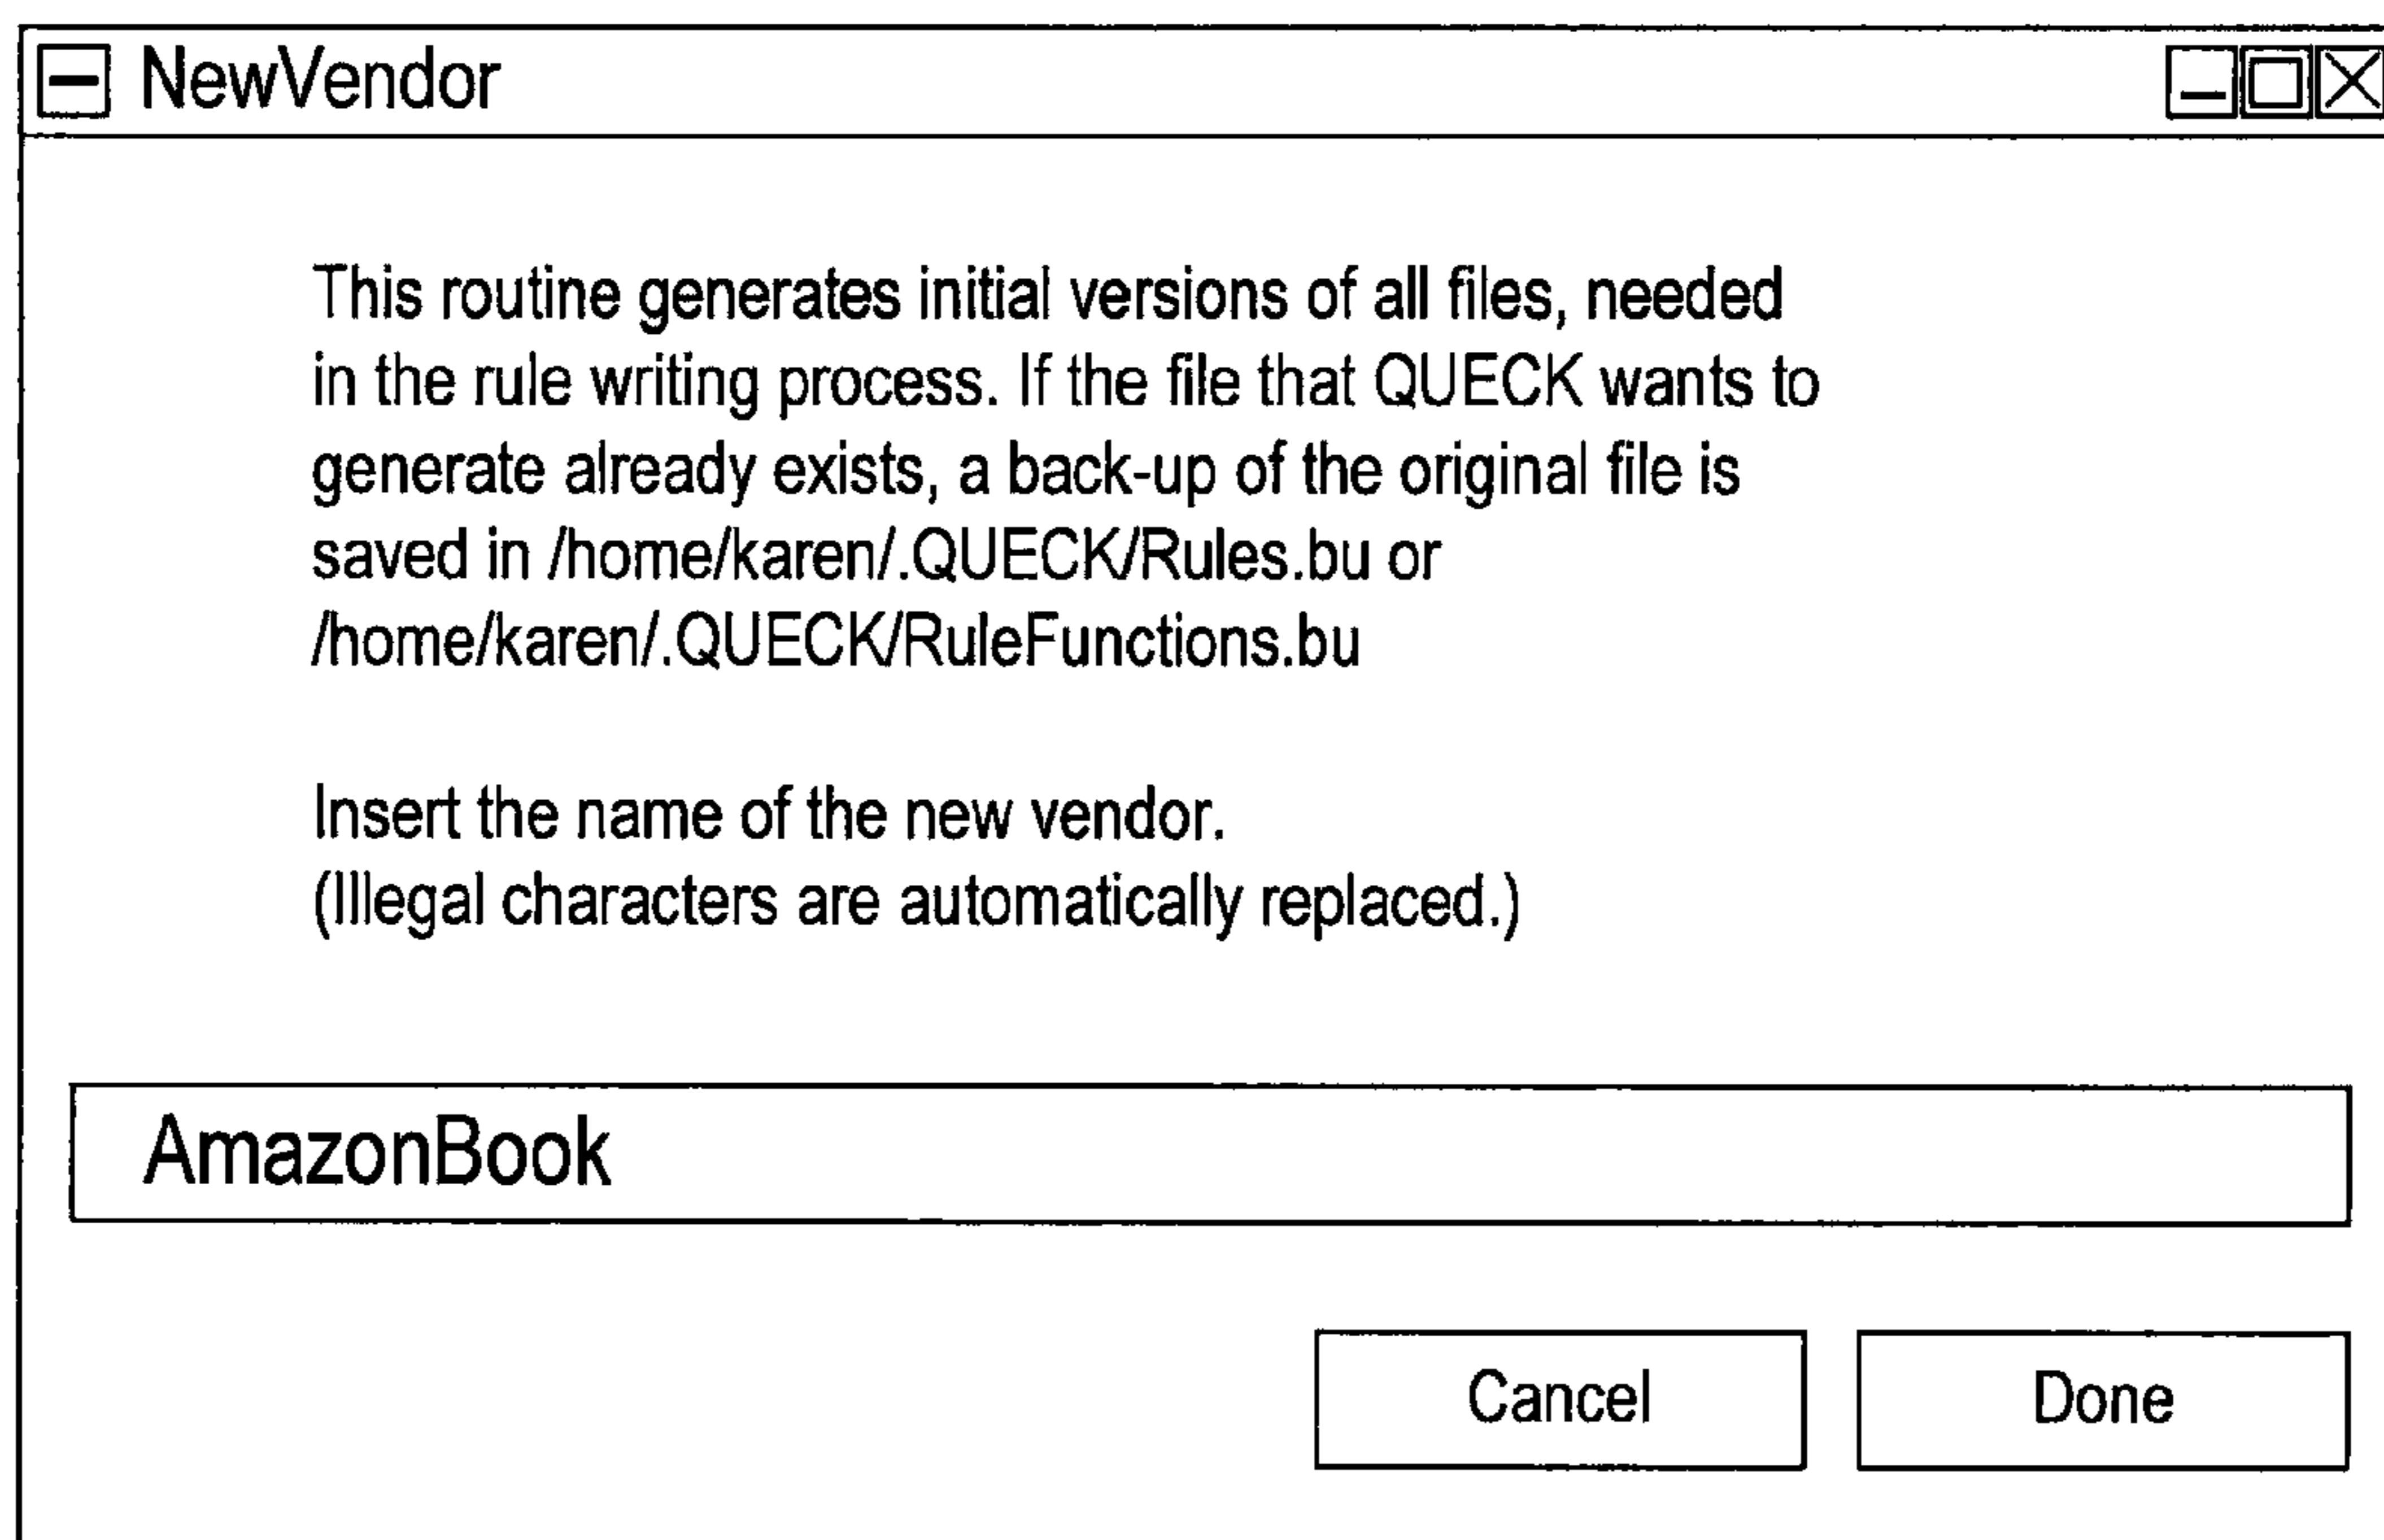 NewVendor
This routine generates initial versions of all files, needed
in the rule writing process. If the file that QUECK wants to
generate already exists, a back-up of the original file is
saved in /home/karen/.QUECK/Rules.bu or
/home/karen/.QUECK/RuleFunctions.bu
Insert the name of the new vendor.
(Illegal characters are automatically replaced.)
AmazonBook
Cancel Done